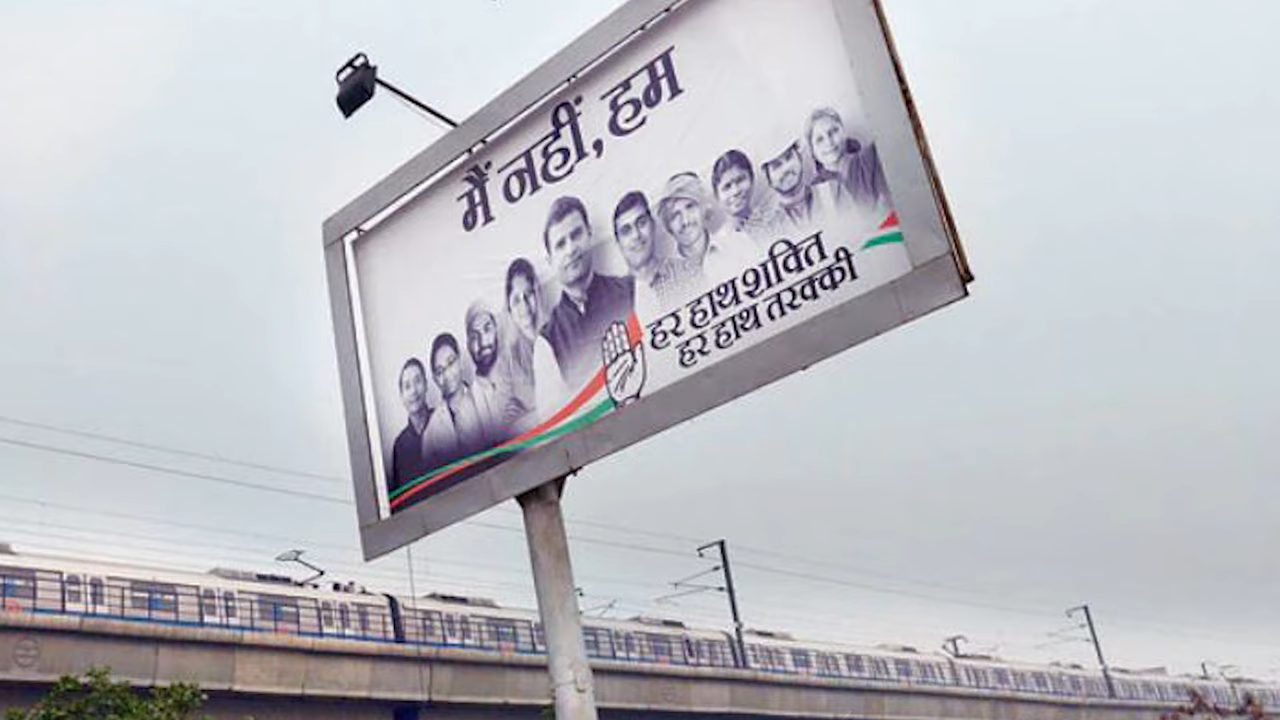 मैं नहीं, हम
हर हाथ शक्ति
हर हाथ तरक्की